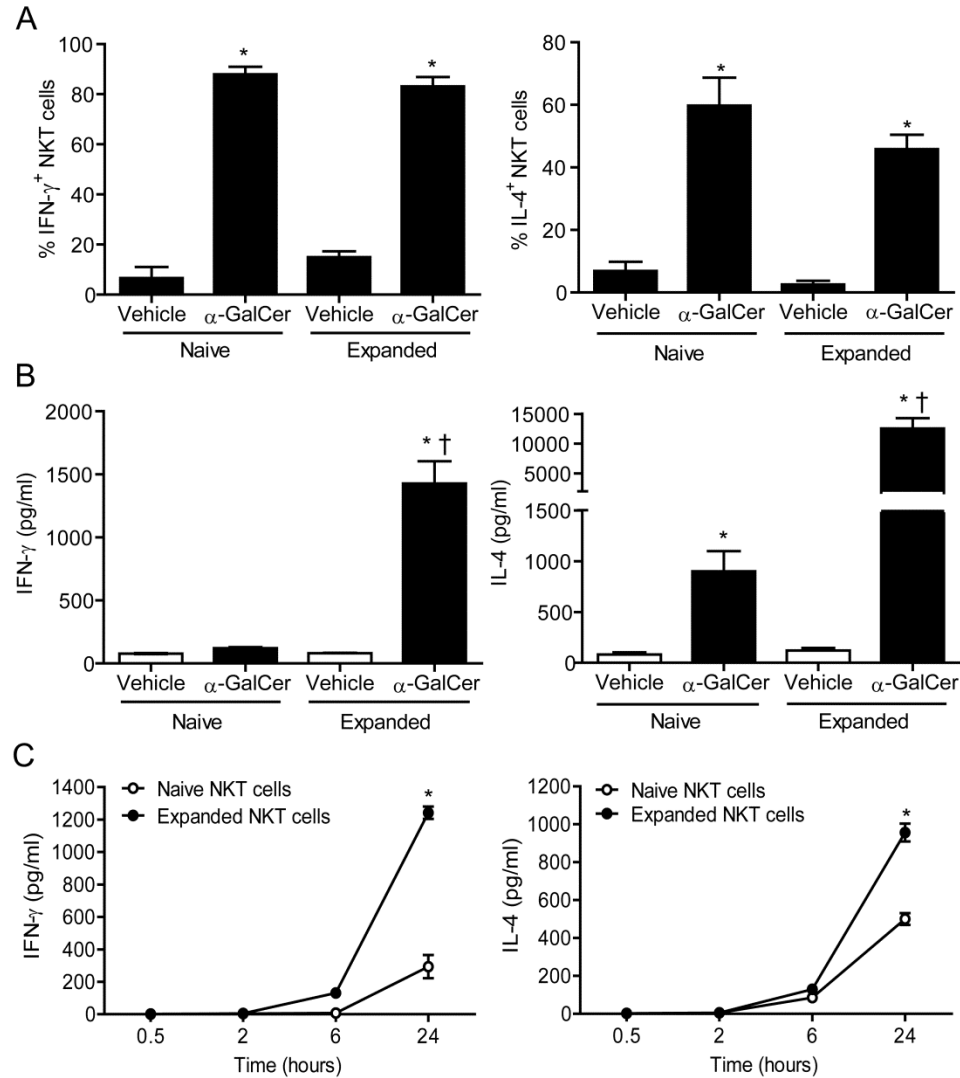 A
% IFN-γ+ NKT cells
100
80
60
40
20
0
*
*
Vehicle α-GalCer Vehicle α-GalCer
Naive Expanded
% IL-4+ NKT cells
80
60
40
20
0
*
*
Vehicle α-GalCer Vehicle α-GalCer
Naive Expanded
B
IFN-γ (pg/ml)
2000
1500
1000
500
0
* †
Vehicle α-GalCer Vehicle α-GalCer
Naive Expanded
IL-4 (pg/ml)
15000
10000
5000
1500
1000
500
0
*
* †
Vehicle α-GalCer Vehicle α-GalCer
Naive Expanded
C
IFN-γ (pg/ml)
1400
1200
1000
800
600
400
200
0
Naive NKT cells
Expanded NKT cells
*
0.5 2 6 24
Time (hours)
IL-4 (pg/ml)
1200
1000
800
600
400
200
0
Naive NKT cells
Expanded NKT cells
*
0.5 2 6 24
Time (hours)